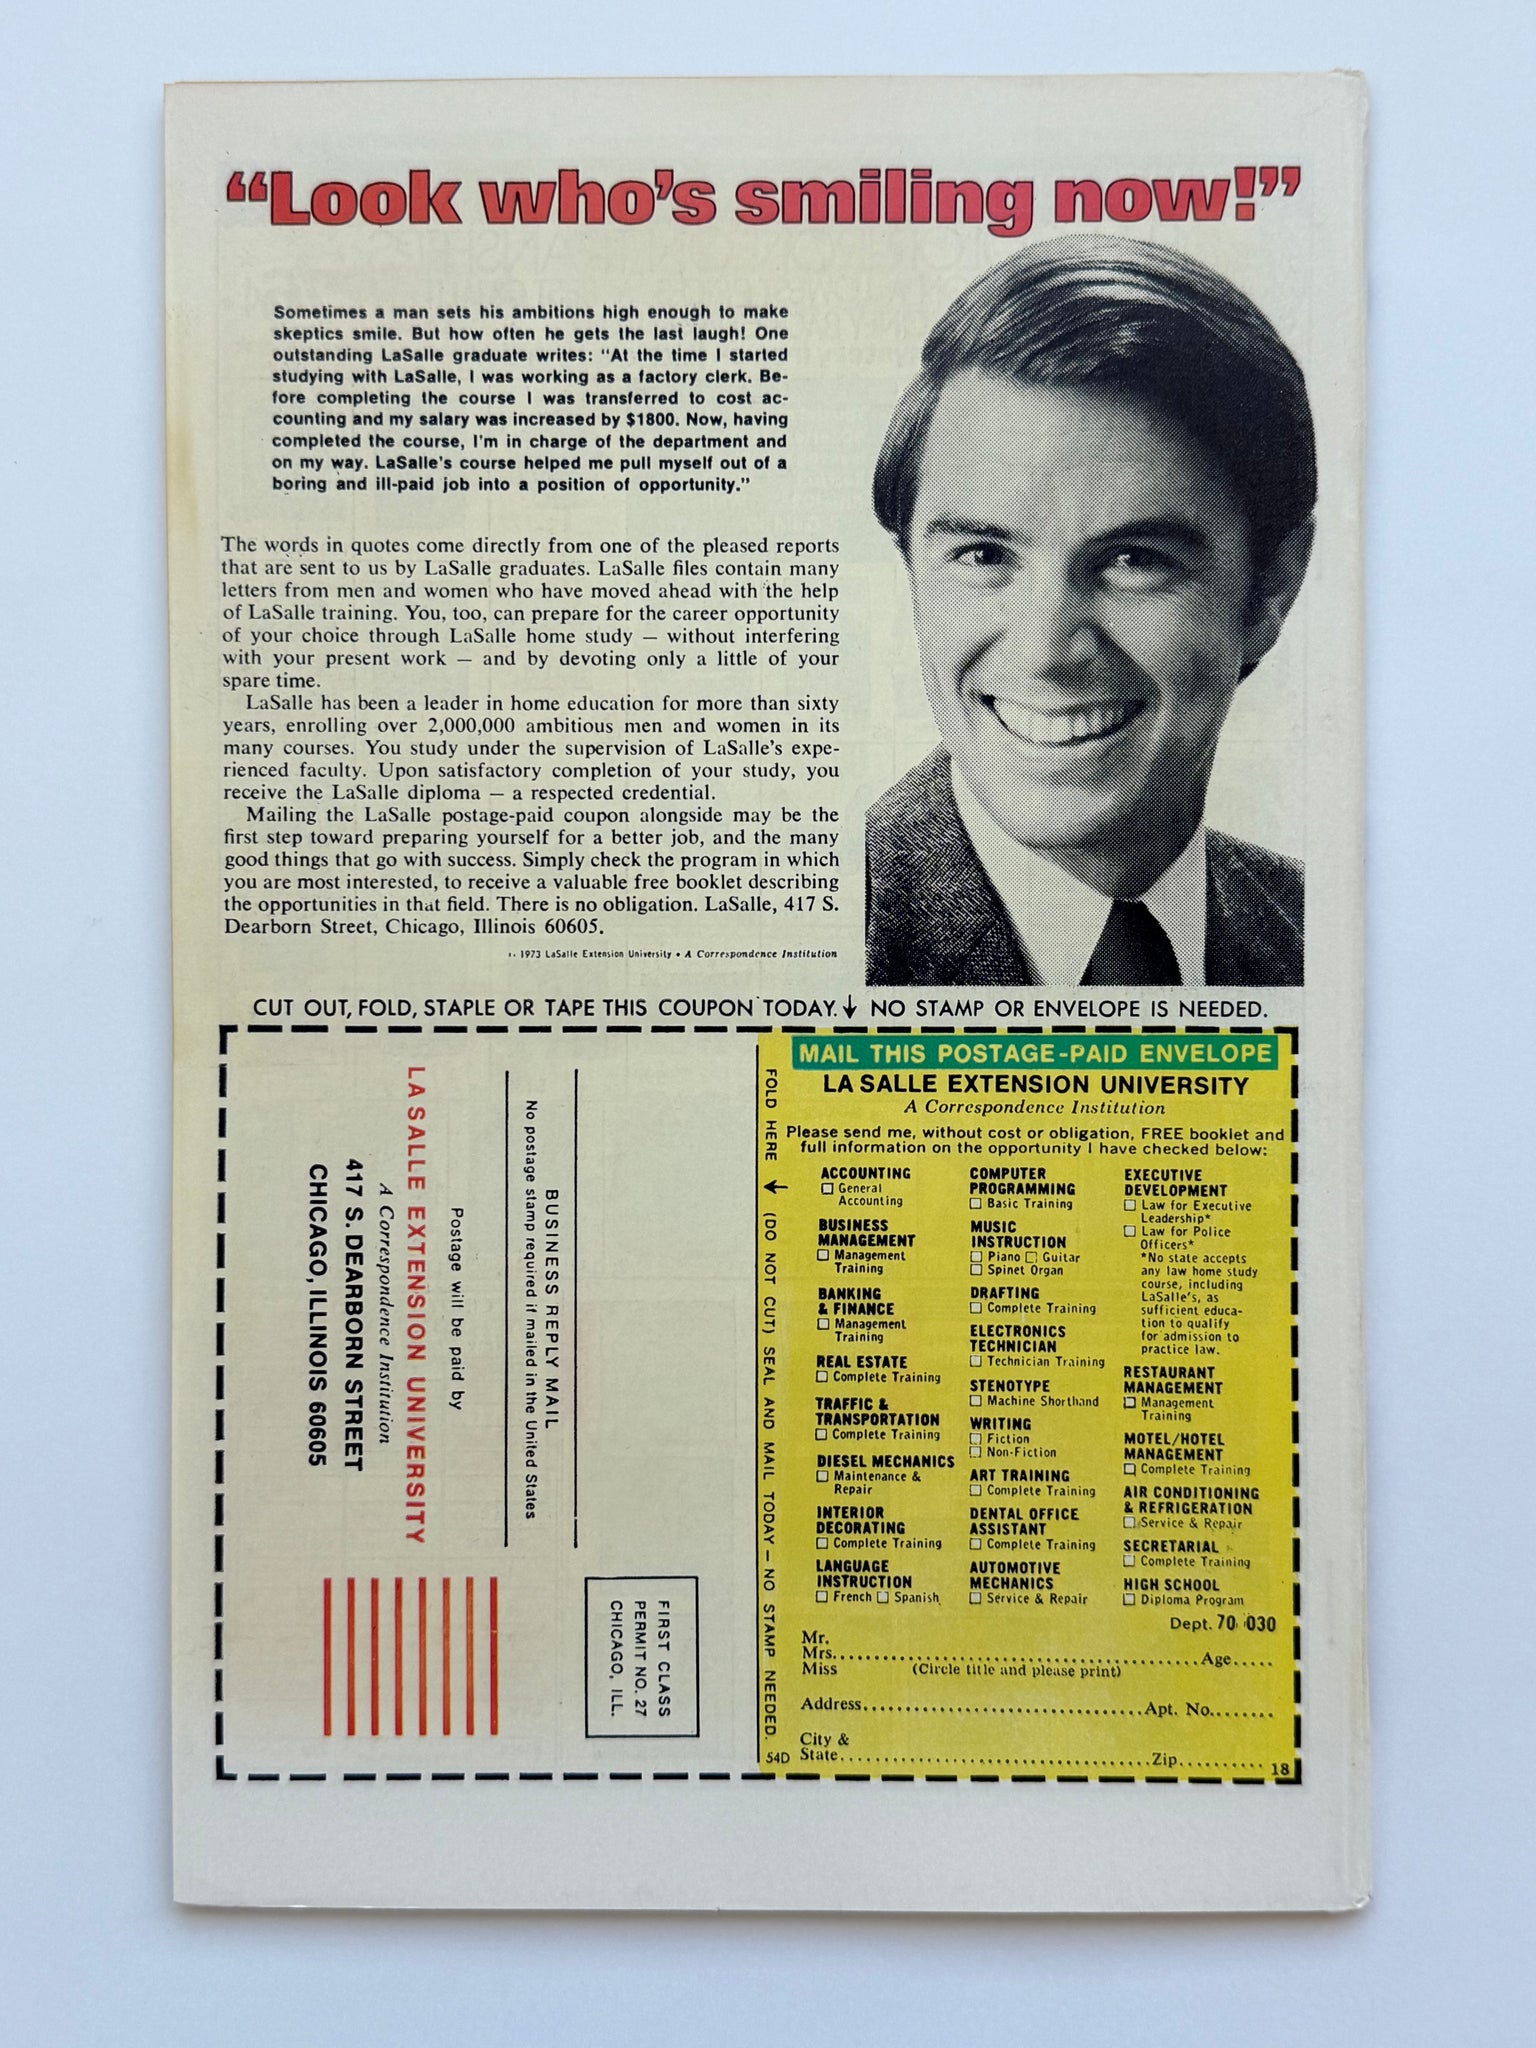 “Look who’s smiling now!”
Sometimes a man sets his ambitions high enough to make
skeptics smile. But how often he gets the last laugh! One
outstanding LaSalle graduate writes: “At the time I started
studying with LaSalle, I was working as a factory clerk. Be-
fore completing the course I was transferred to cost ac-
counting and my salary was increased by $1800. Now, having
completed the course, I’m in charge of the department and
on my way. LaSalle’s course helped me pull myself out of a
boring and ill-paid job into a position of opportunity.”
The words in quotes come directly from one of the pleased reports
that are sent to us by LaSalle graduates. LaSalle files contain many
letters from men and women who have moved ahead with the help
of LaSalle training. You, too, can prepare for the career opportunity
of your choice through LaSalle home study — without interfering
with your present work — and by devoting only a little of your
spare time.
LaSalle has been a leader in home education for more than sixty
years, enrolling over 2,000,000 ambitious men and women in its
many courses. You study under the supervision of LaSalle’s expe-
rienced faculty. Upon satisfactory completion of your study, you
receive the LaSalle diploma — a respected credential.
Mailing the LaSalle postage-paid coupon alongside may be the
first step toward preparing yourself for a better job, and the many
good things that go with success. Simply check the program in which
you are most interested, to receive a valuable free booklet describing
the opportunities in that field. There is no obligation. LaSalle, 417 S.
Dearborn Street, Chicago, Illinois 60605.
1973 LaSalle Extension University • A Correspondence Institution
CUT OUT, FOLD, STAPLE OR TAPE THIS COUPON TODAY. ↓ NO STAMP OR ENVELOPE IS NEEDED.
FIRST CLASS
PERMIT NO. 27
CHICAGO, ILL.
BUSINESS REPLY MAIL
No postage stamp required if mailed in the United States
Postage will be paid by
LA SALLE EXTENSION UNIVERSITY
A Correspondence Institution
417 S. DEARBORN STREET
CHICAGO, ILLINOIS 60605
FOLD HERE ← (DO NOT CUT) SEAL AND MAIL TODAY — NO STAMP NEEDED.
54D
MAIL THIS POSTAGE-PAID ENVELOPE
LA SALLE EXTENSION UNIVERSITY
A Correspondence Institution
Please send me, without cost or obligation, FREE booklet and
full information on the opportunity I have checked below:
ACCOUNTING
☐ General
Accounting
BUSINESS
MANAGEMENT
☐ Management
Training
BANKING
& FINANCE
☐ Management
Training
REAL ESTATE
☐ Complete Training
TRAFFIC &
TRANSPORTATION
☐ Complete Training
DIESEL MECHANICS
☐ Maintenance &
Repair
INTERIOR
DECORATING
☐ Complete Training
LANGUAGE
INSTRUCTION
☐ French ☐ Spanish
COMPUTER
PROGRAMMING
☐ Basic Training
MUSIC
INSTRUCTION
☐ Piano ☐ Guitar
☐ Spinet Organ
DRAFTING
☐ Complete Training
ELECTRONICS
TECHNICIAN
☐ Technician Training
STENOTYPE
☐ Machine Shorthand
WRITING
☐ Fiction
☐ Non-Fiction
ART TRAINING
☐ Complete Training
DENTAL OFFICE
ASSISTANT
☐ Complete Training
AUTOMOTIVE
MECHANICS
☐ Service & Repair
EXECUTIVE
DEVELOPMENT
☐ Law for Executive
Leadership*
☐ Law for Police
Officers*
*No state accepts
any law home study
course, including
LaSalle’s, as
sufficient educa-
tion to qualify
for admission to
practice law.
RESTAURANT
MANAGEMENT
☐ Management
Training
MOTEL/HOTEL
MANAGEMENT
☐ Complete Training
AIR CONDITIONING
& REFRIGERATION
☐ Service & Repair
SECRETARIAL
☐ Complete Training
HIGH SCHOOL
☐ Diploma Program
Dept. 70 030
Mr.
Mrs. Age
Miss (Circle title and please print)
Address Apt. No.
City &
State Zip
18